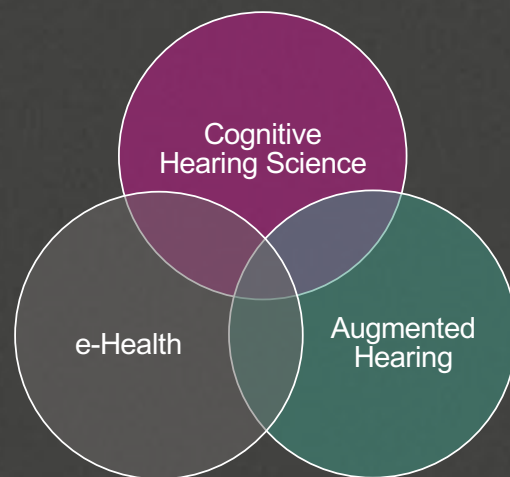 Cognitive
Hearing Science
e-Health
Augmented
Hearing